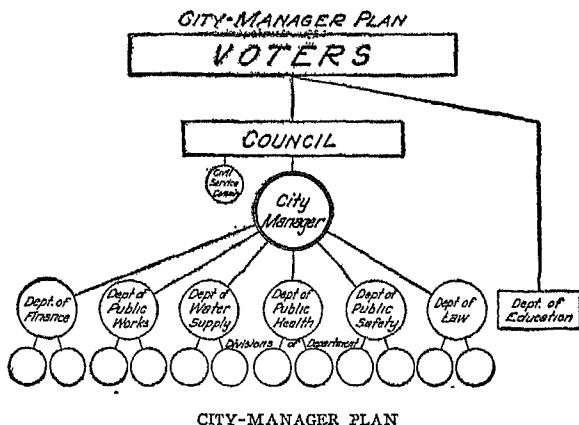 CITY-MANAGER PLAN
VOTERS
COUNCIL
Civil
Service
City
Manager
Dept. of
Finance
Dept of
Public
Works
Dept of
Water
Supply
Dept of
Public
Health
Dept of
Public
Safety
Dept of
Law
Dept. of
Education
Divisions of Department
CITY-MANAGER PLAN